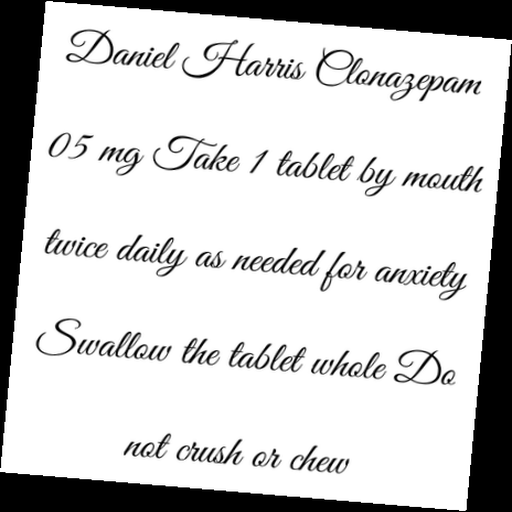 Daniel Harris Clonazepam
05 mg Take 1 tablet by mouth
twice daily as needed for anxiety
Swallow the tablet whole Do
not crush or chew